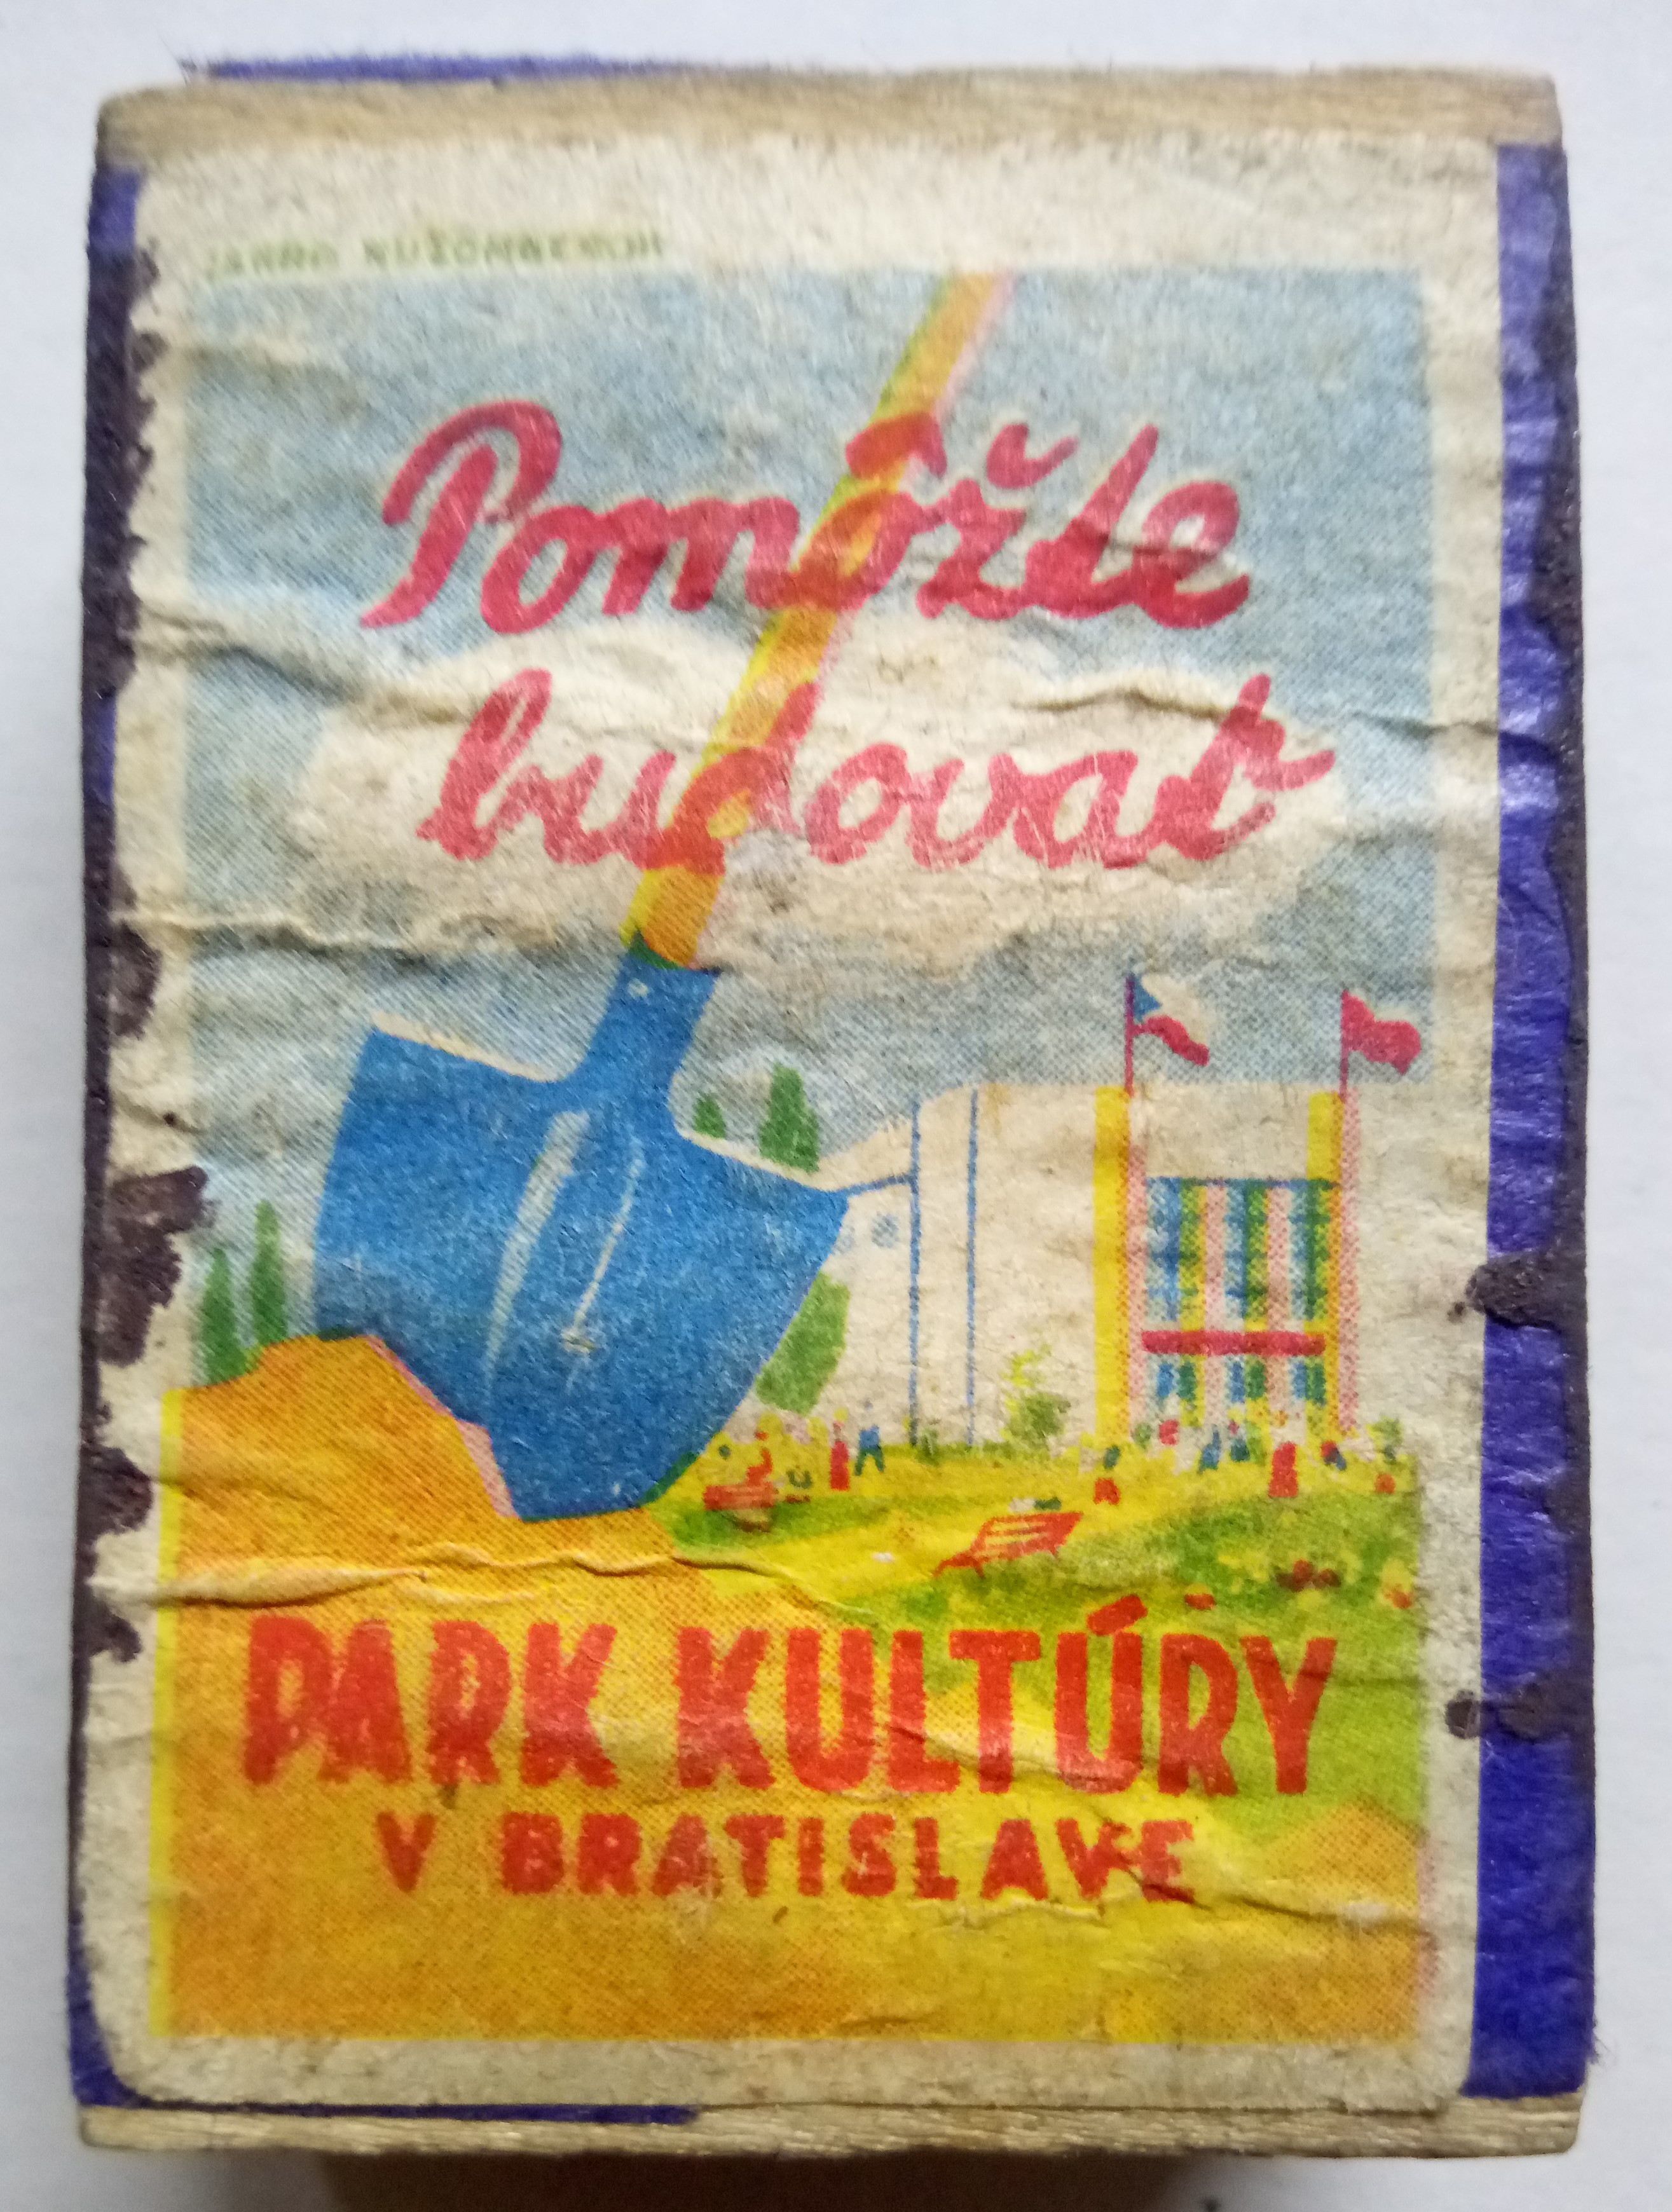 Pomôžte
budovať
PARK KULTÚRY
V BRATISLAVE